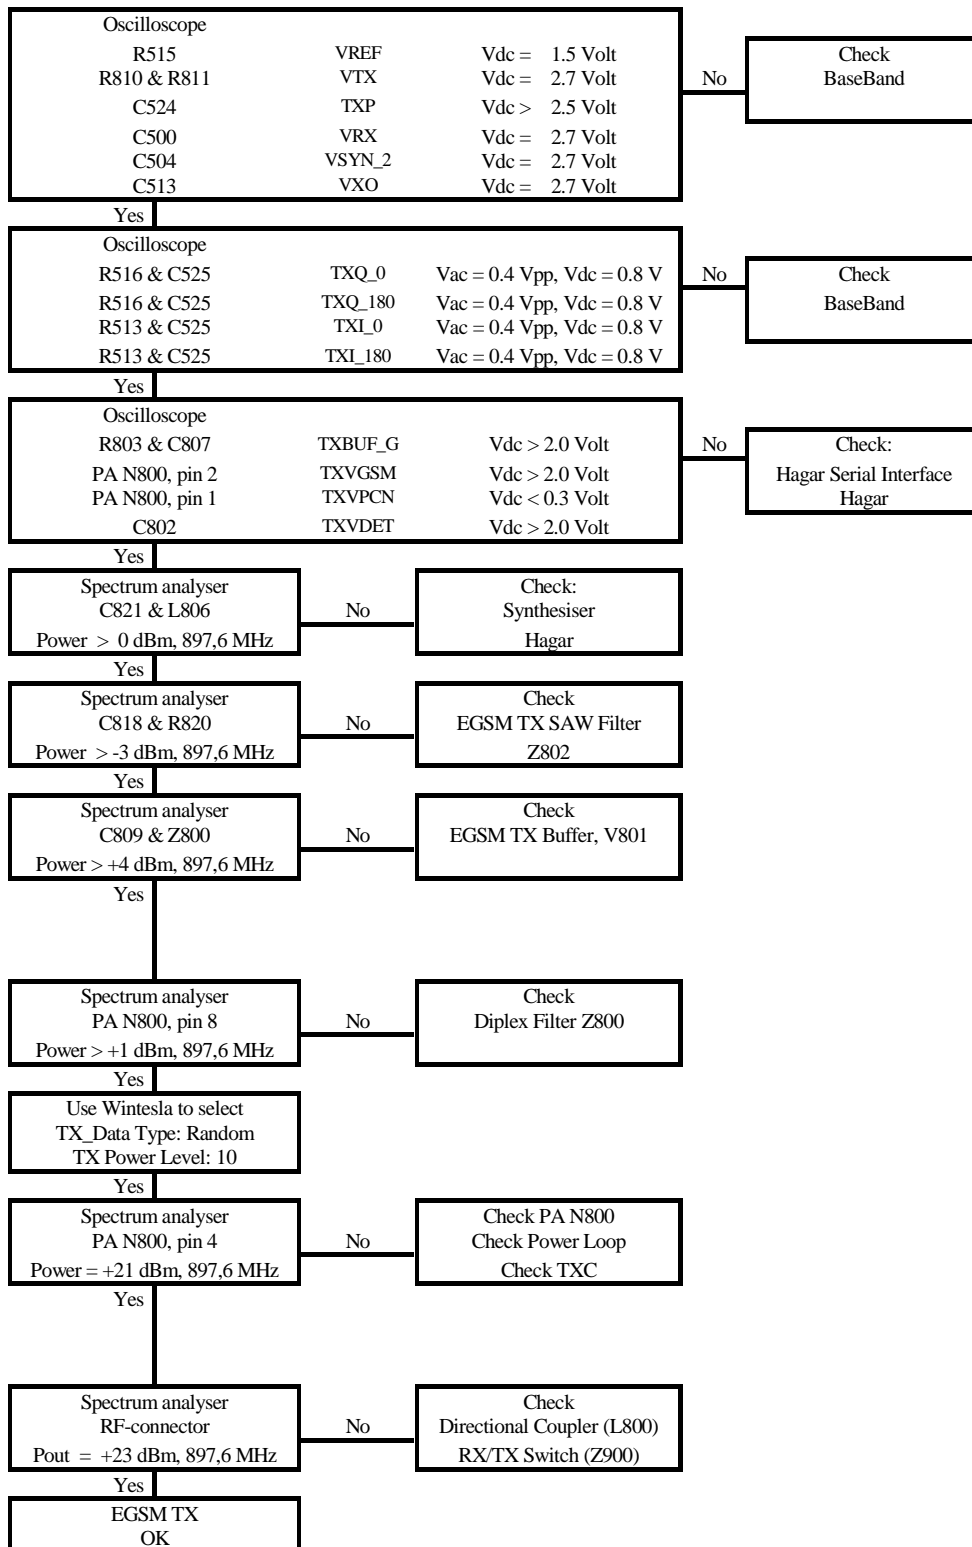 Oscilloscope
R515 VREF Vdc = 1.5 Volt
R810 & R811 VTX Vdc = 2.7 Volt
C524 TXP Vdc > 2.5 Volt
C500 VRX Vdc = 2.7 Volt
C504 VSYN_2 Vdc = 2.7 Volt
C513 VXO Vdc = 2.7 Volt
No
Check
BaseBand
Yes
Oscilloscope
R516 & C525 TXQ_0 Vac = 0.4 Vpp, Vdc = 0.8 V
R516 & C525 TXQ_180 Vac = 0.4 Vpp, Vdc = 0.8 V
R513 & C525 TXI_0 Vac = 0.4 Vpp, Vdc = 0.8 V
R513 & C525 TXI_180 Vac = 0.4 Vpp, Vdc = 0.8 V
No
Check
BaseBand
Yes
Oscilloscope
R803 & C807 TXBUF_G Vdc > 2.0 Volt
PA N800, pin 2 TXVGSM Vdc > 2.0 Volt
PA N800, pin 1 TXVPCN Vdc < 0.3 Volt
C802 TXVDET Vdc > 2.0 Volt
No
Check:
Hagar Serial Interface
Hagar
Yes
Spectrum analyser
C821 & L806
Power > 0 dBm, 897,6 MHz
No
Check:
Synthesiser
Hagar
Yes
Spectrum analyser
C818 & R820
Power > -3 dBm, 897,6 MHz
No
Check
EGSM TX SAW Filter
Z802
Yes
Spectrum analyser
C809 & Z800
Power > +4 dBm, 897,6 MHz
No
Check
EGSM TX Buffer, V801
Yes
Spectrum analyser
PA N800, pin 8
Power > +1 dBm, 897,6 MHz
No
Check
Diplex Filter Z800
Yes
Use Wintesla to select
TX_Data Type: Random
TX Power Level: 10
Yes
Spectrum analyser
PA N800, pin 4
Power = +21 dBm, 897,6 MHz
No
Check PA N800
Check Power Loop
Check TXC
Yes
Spectrum analyser
RF-connector
Pout = +23 dBm, 897,6 MHz
No
Check
Directional Coupler (L800)
RX/TX Switch (Z900)
Yes
EGSM TX
OK